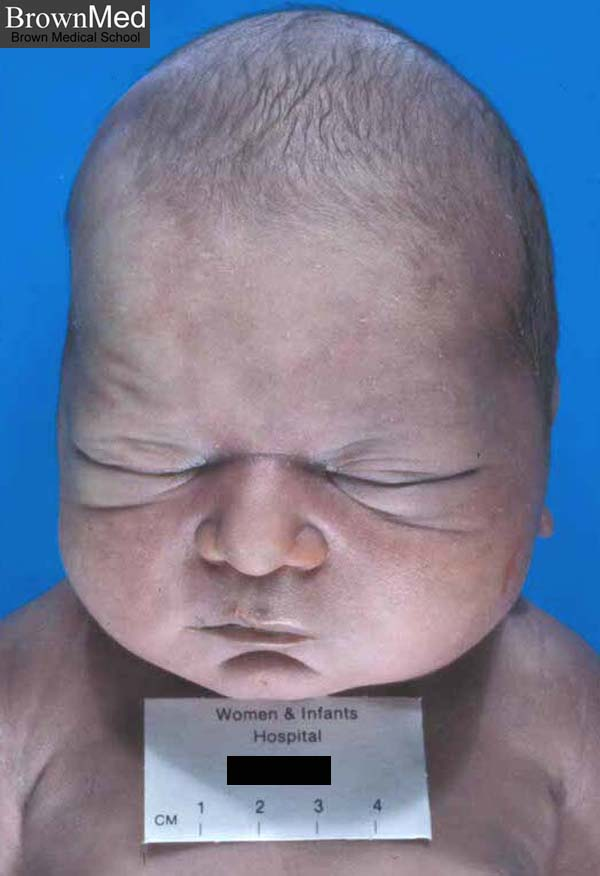 BrownMed
Brown Medical School
Women & Infants
Hospital
CM 1 2 3 4